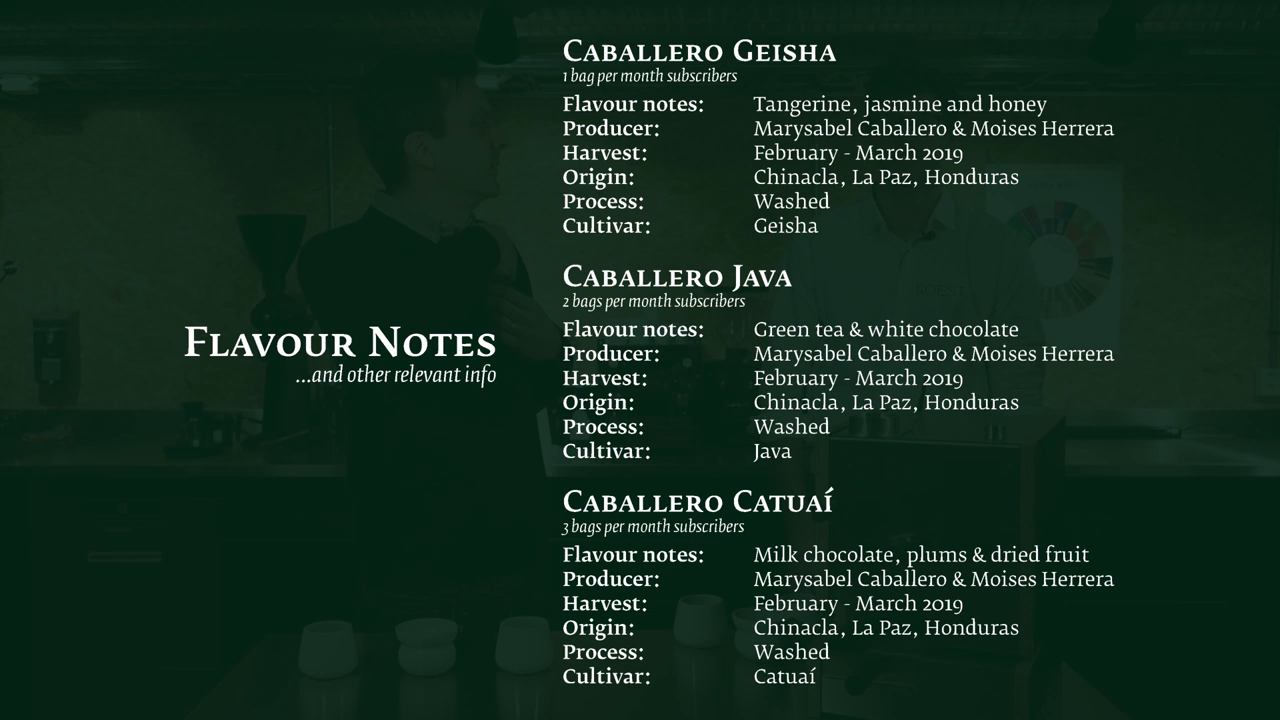 Flavour Notes
...and other relevant info
Caballero Geisha
1 bag per month subscribers
Flavour notes: Tangerine, jasmine and honey
Producer: Marysabel Caballero & Moises Herrera
Harvest: February - March 2019
Origin: Chinacla, La Paz, Honduras
Process: Washed
Cultivar: Geisha
Caballero Java
2 bags per month subscribers
Flavour notes: Green tea & white chocolate
Producer: Marysabel Caballero & Moises Herrera
Harvest: February - March 2019
Origin: Chinacla, La Paz, Honduras
Process: Washed
Cultivar: Java
Caballero Catuaí
3 bags per month subscribers
Flavour notes: Milk chocolate, plums & dried fruit
Producer: Marysabel Caballero & Moises Herrera
Harvest: February - March 2019
Origin: Chinacla, La Paz, Honduras
Process: Washed
Cultivar: Catuaí